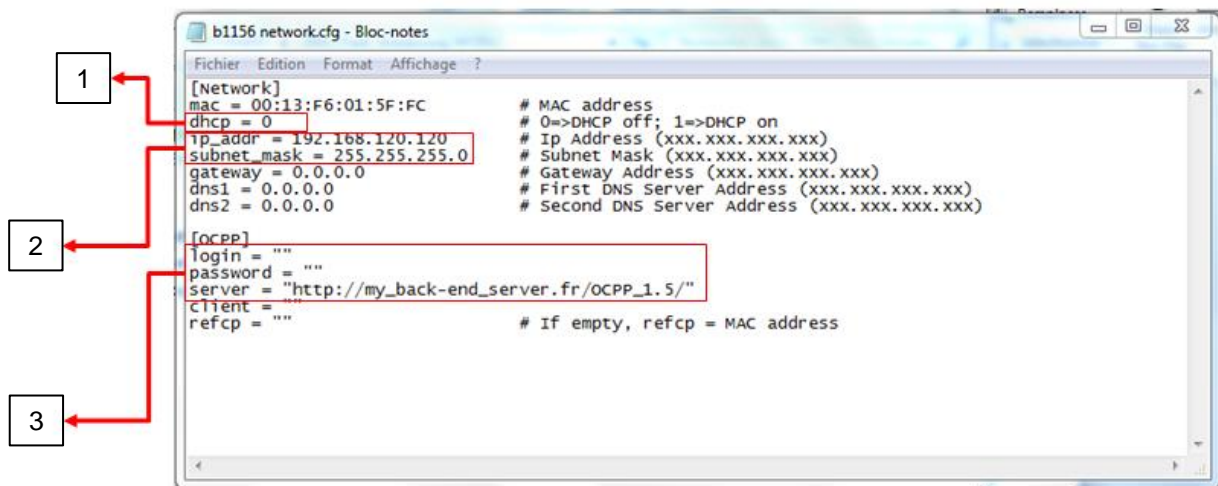 b1156 network.cfg - Bloc-notes
Fichier Edition Format Affichage ?
[Network]
mac = 00:13:F6:01:5F:FC # MAC address
dhcp = 0 # 0=>DHCP off; 1=>DHCP on
ip_addr = 192.168.120.120 # Ip Address (xxx.xxx.xxx.xxx)
subnet_mask = 255.255.255.0 # Subnet Mask (xxx.xxx.xxx.xxx)
gateway = 0.0.0.0 # Gateway Address (xxx.xxx.xxx.xxx)
dns1 = 0.0.0.0 # First DNS Server Address (xxx.xxx.xxx.xxx)
dns2 = 0.0.0.0 # Second DNS Server Address (xxx.xxx.xxx.xxx)
[OCPP]
login = ""
password = ""
server = "http://my_back-end_server.fr/OCPP_1.5/"
client = ""
refcp = "" # If empty, refcp = MAC address
1
2
3